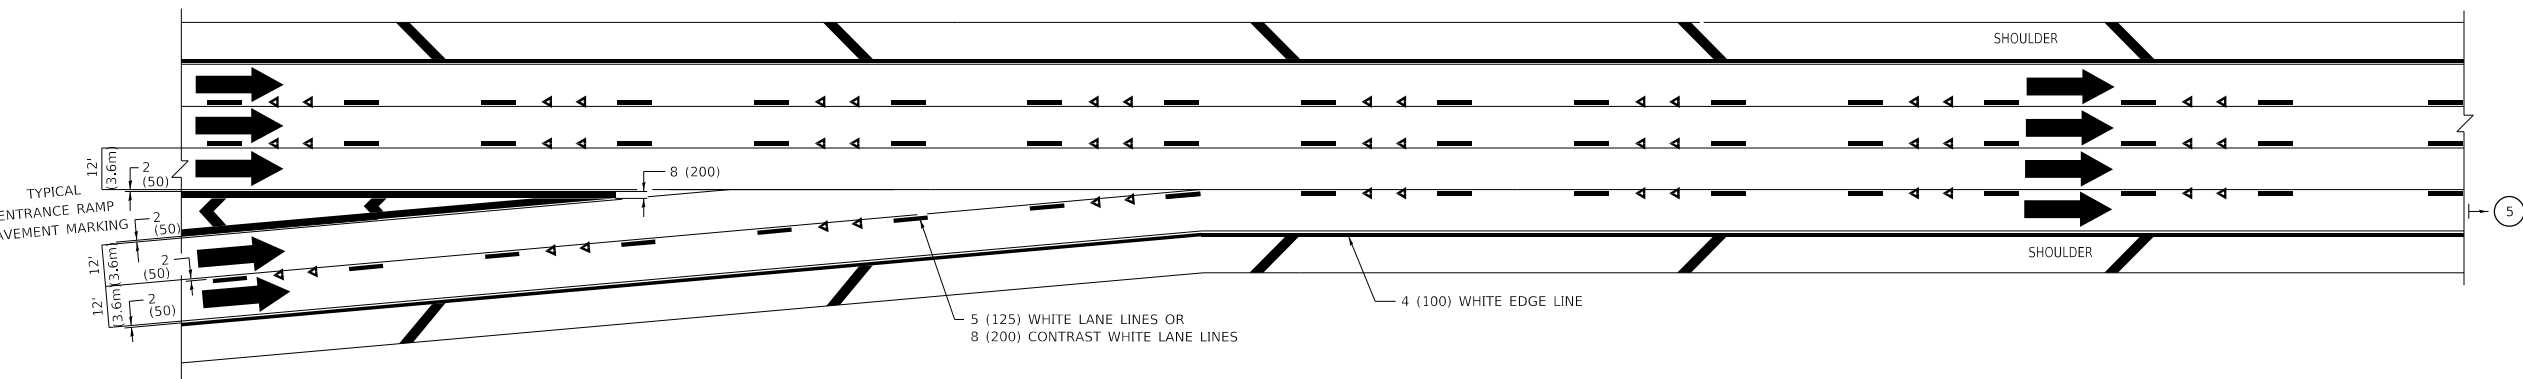 SHOULDER
12'
(3.6m)
2
(50)
8 (200)
TYPICAL
ENTRANCE RAMP
AVEMENT MARKING
2
(50)
5
12'
(3.6m)
2
(50)
SHOULDER
12'
(3.6m)
2
(50)
4 (100) WHITE EDGE LINE
5 (125) WHITE LANE LINES OR
8 (200) CONTRAST WHITE LANE LINES